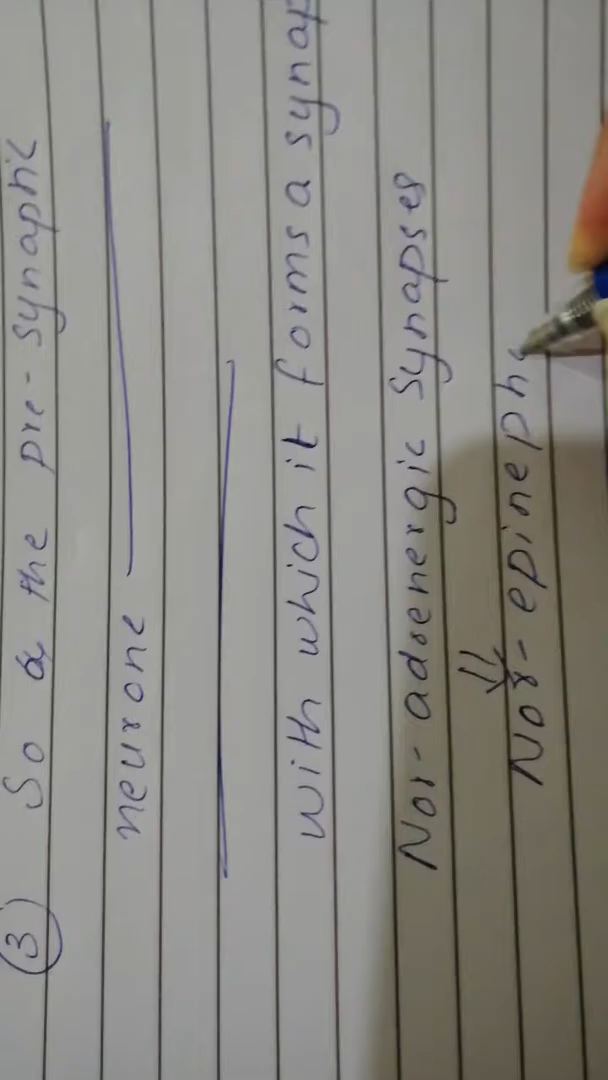 ③ So the pre-synaptic
neurone
with which it forms a synap
Nor-adrenergic synapses
Nor-epineph